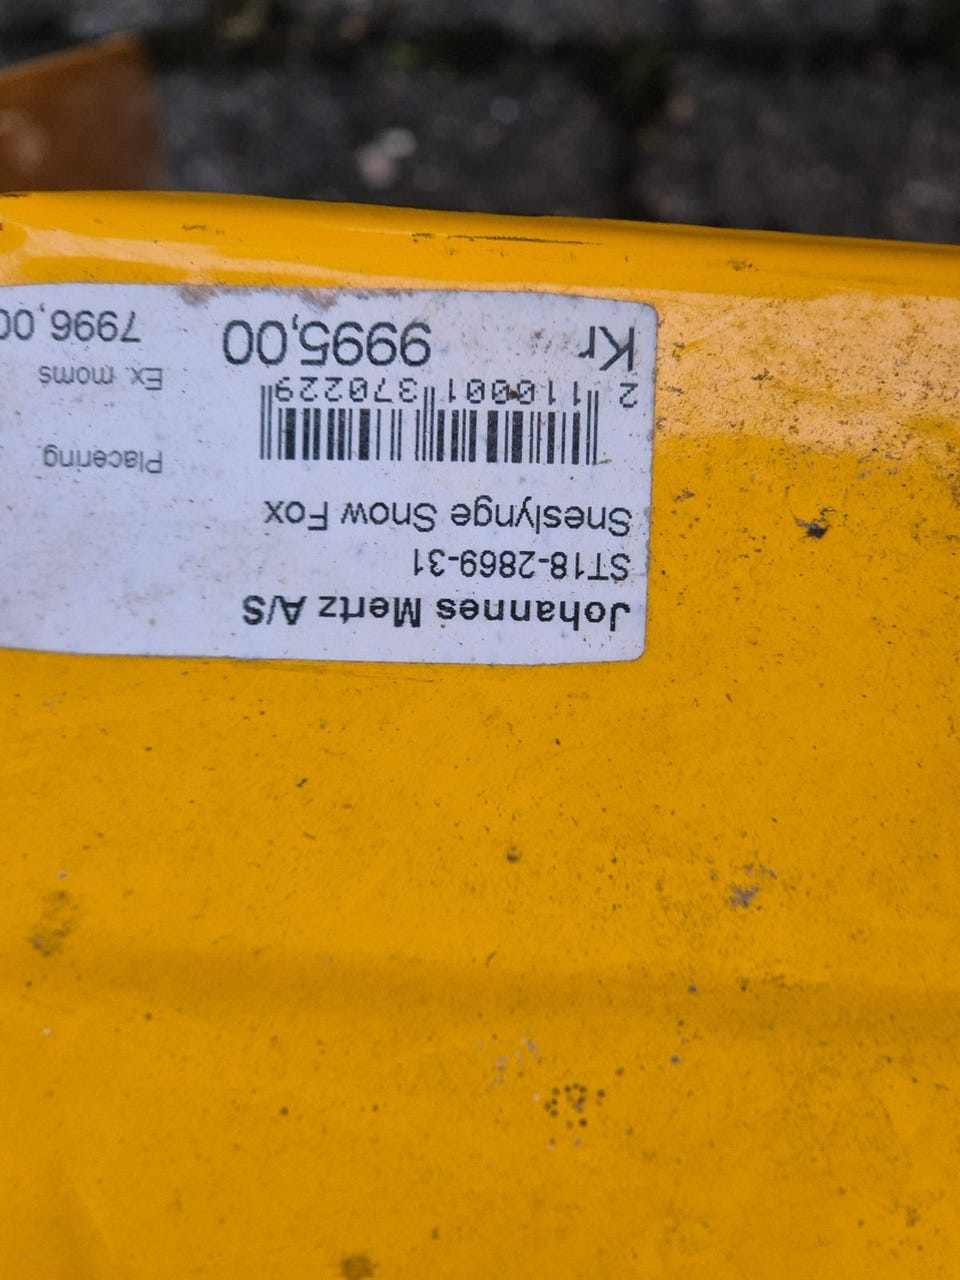 Johannes Mertz A/S
ST18-2869-31
Sneslynge Snow Fox
Placering
2 110001 370229
Ex. moms
Kr 9995,00
7996,00